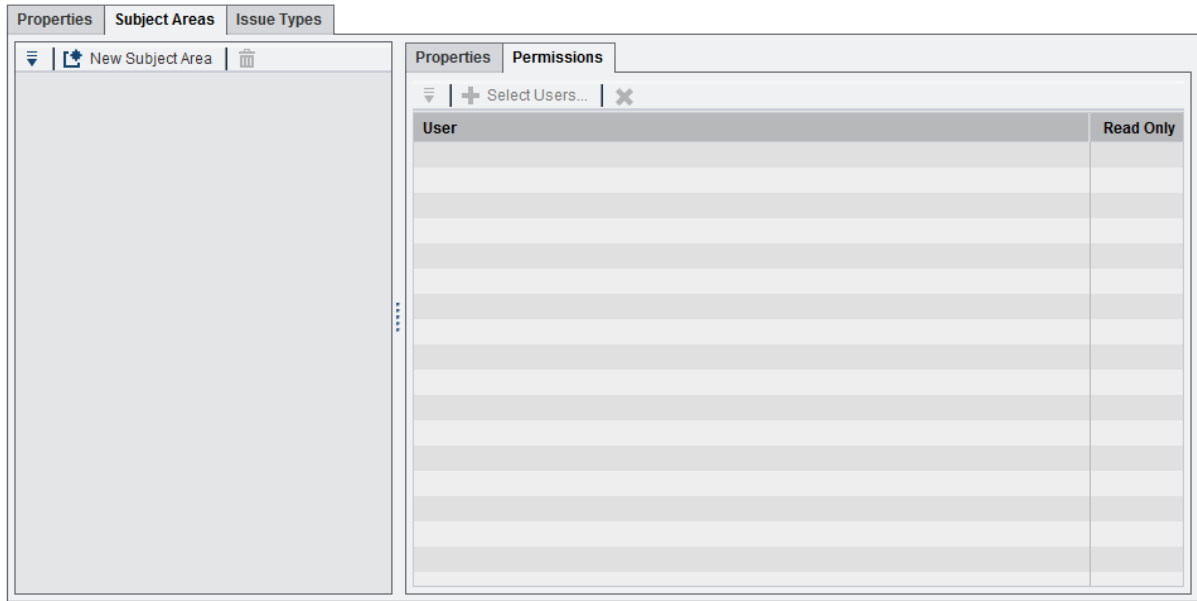 Properties Subject Areas Issue Types
New Subject Area
Properties Permissions
Select Users...
User Read Only